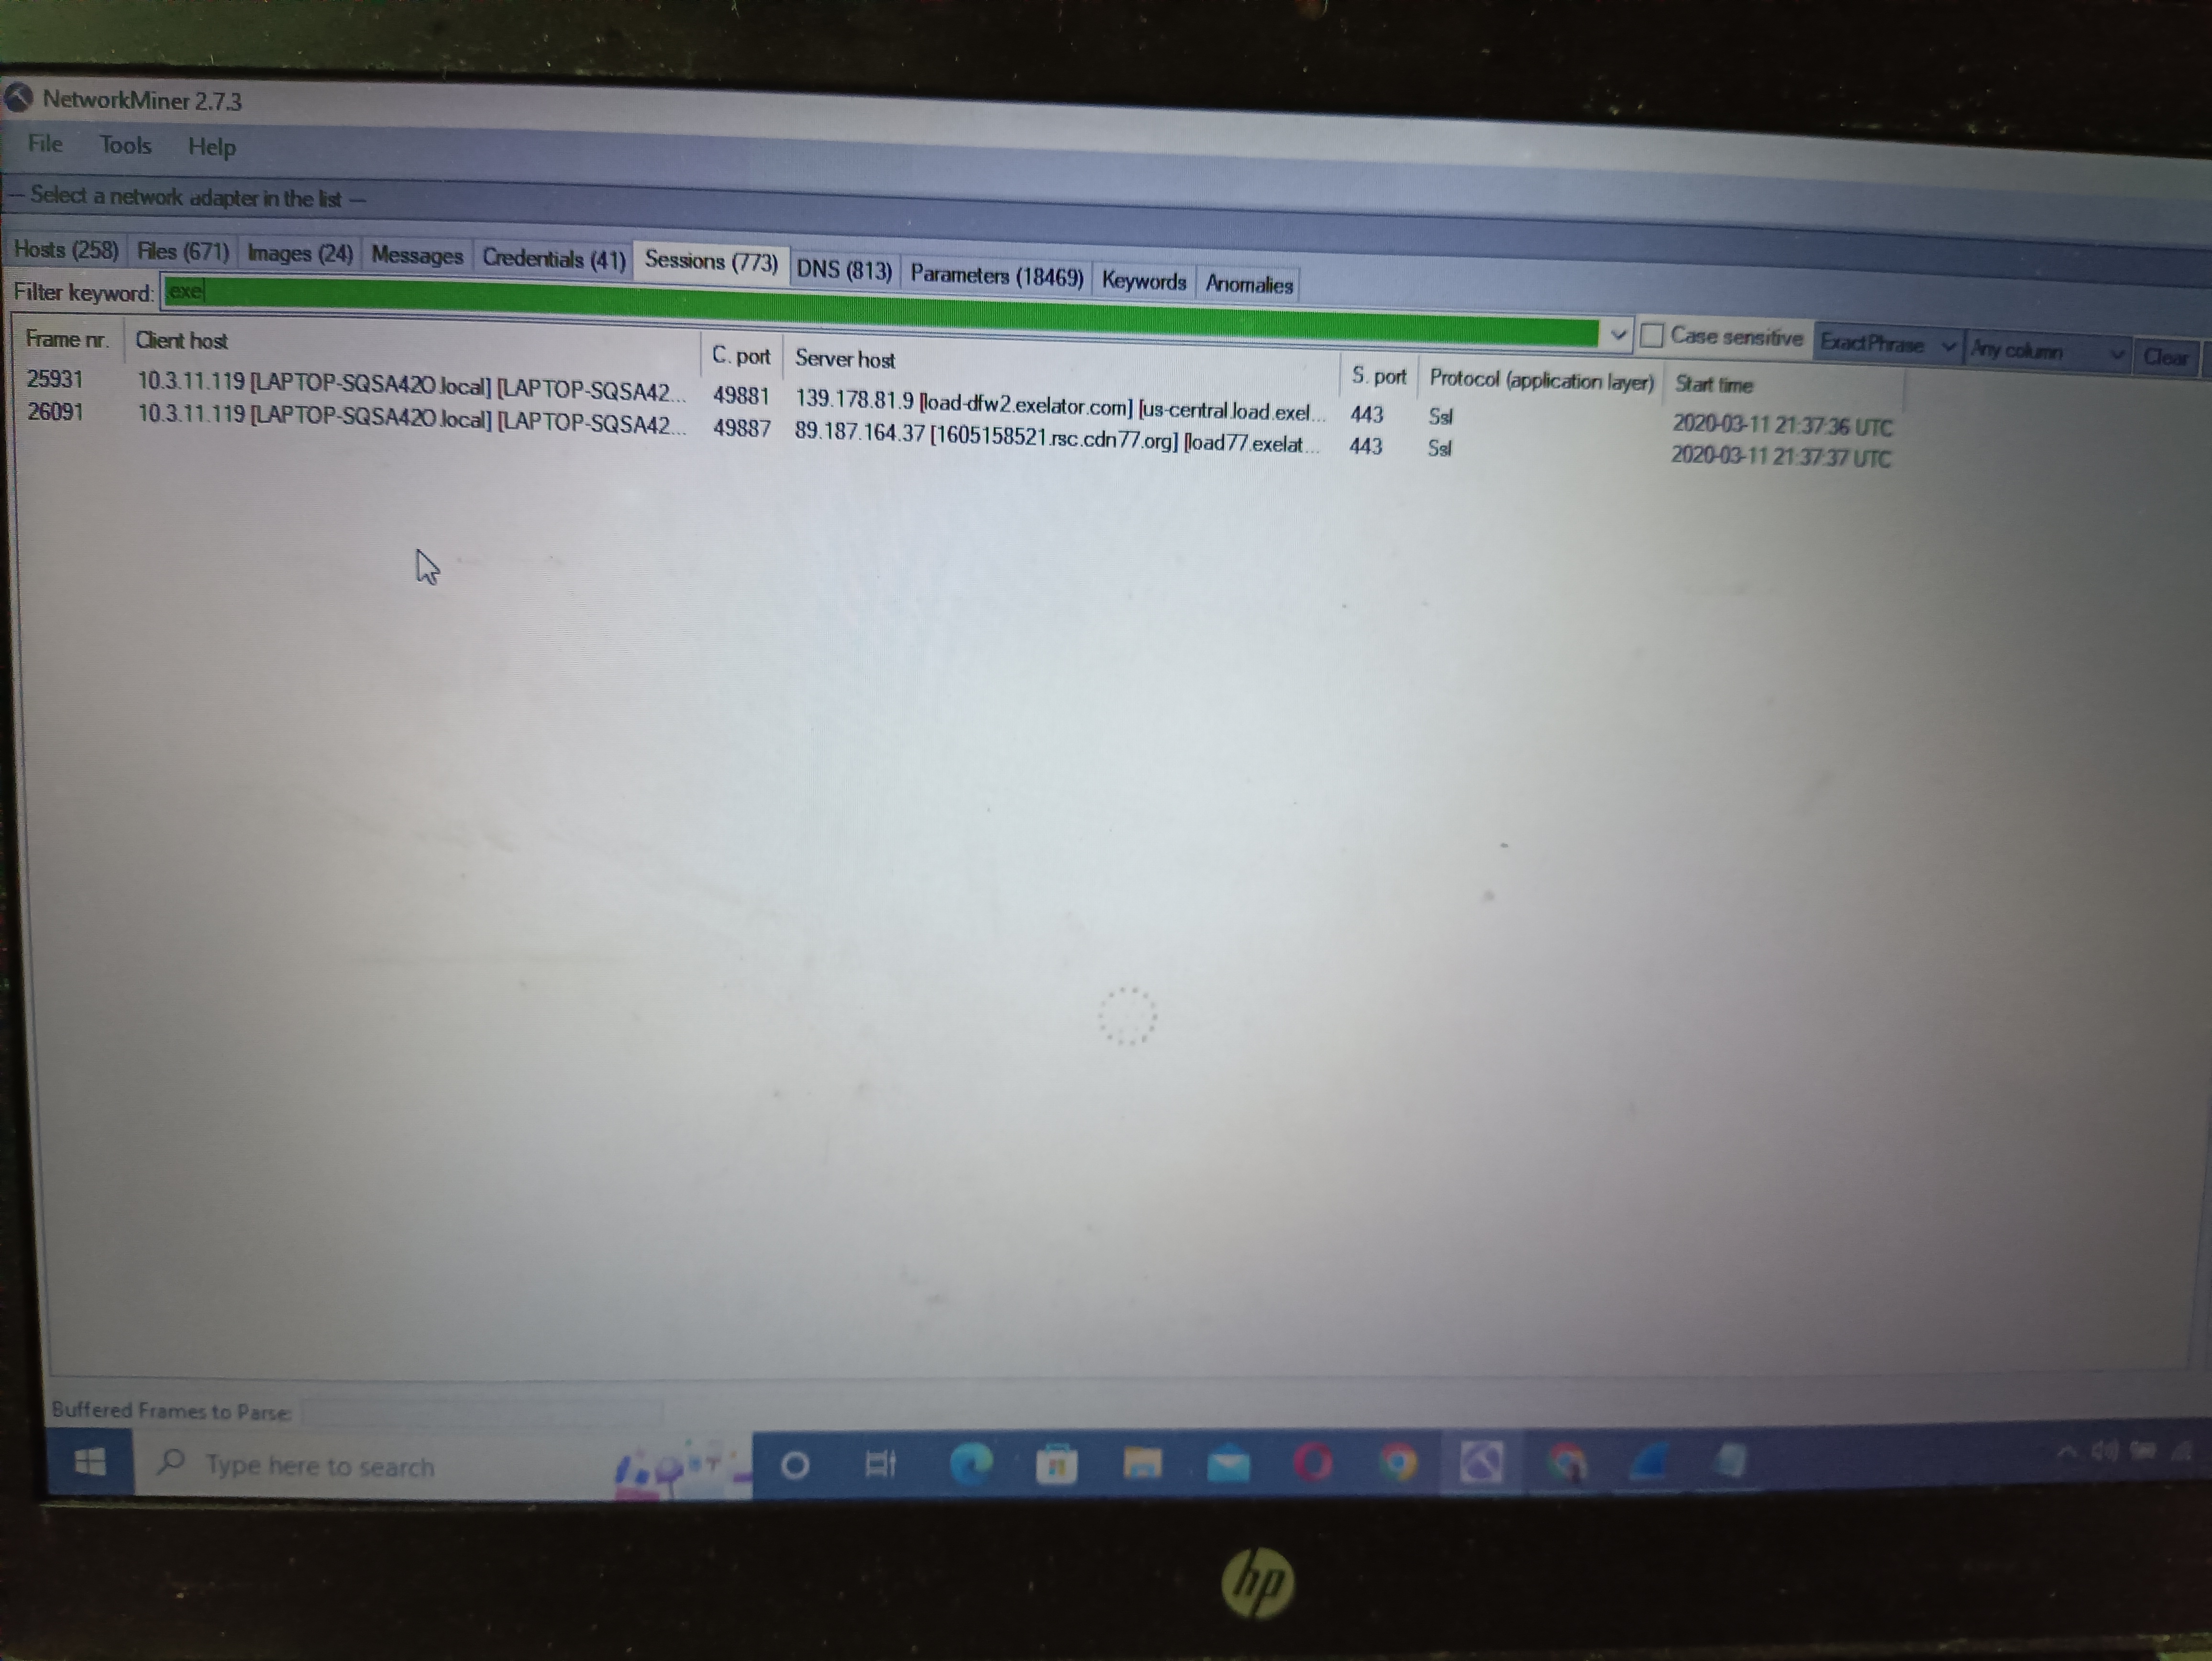 NetworkMiner 2.7.3
File Tools Help
--- Select a network adapter in the list ---
Hosts (258) Files (671) Images (24) Messages Credentials (41) Sessions (773) DNS (813) Parameters (18469) Keywords Anomalies
Filter keyword: .exe Case sensitive ExactPhrase Any column Clear
Frame nr. Client host C. port Server host S. port Protocol (application layer) Start time
25931 10.3.11.119 [LAPTOP-SQSA42O.local] [LAPTOP-SQSA42... 49881 139.178.81.9 [load-dfw2.exelator.com] [us-central.load.exel... 443 Ssl 2020-03-11 21:37:36 UTC
26091 10.3.11.119 [LAPTOP-SQSA42O.local] [LAPTOP-SQSA42... 49887 89.187.164.37 [1605158521.rsc.cdn77.org] [load77.exelat... 443 Ssl 2020-03-11 21:37:37 UTC
Buffered Frames to Parse:
Type here to search
hp